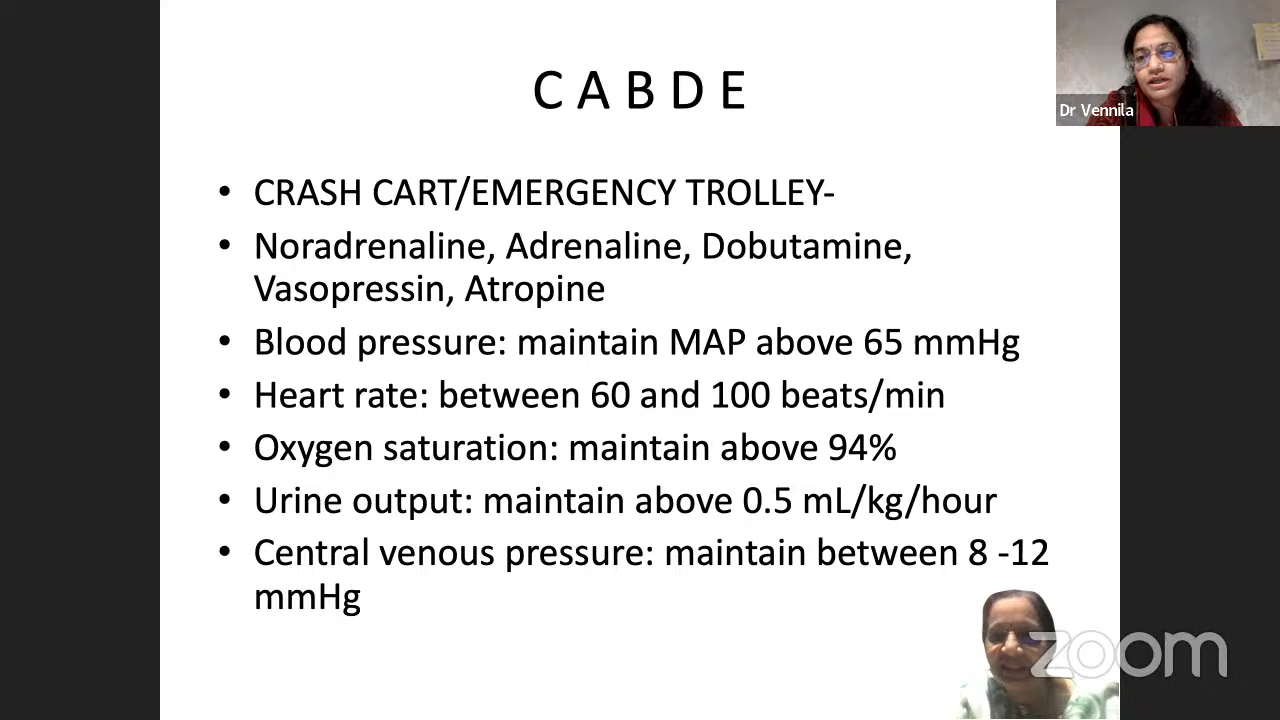 C A B D E
Dr Vennila
• CRASH CART/EMERGENCY TROLLEY-
• Noradrenaline, Adrenaline, Dobutamine,
Vasopressin, Atropine
• Blood pressure: maintain MAP above 65 mmHg
• Heart rate: between 60 and 100 beats/min
• Oxygen saturation: maintain above 94%
• Urine output: maintain above 0.5 mL/kg/hour
• Central venous pressure: maintain between 8 -12
mmHg
zoom